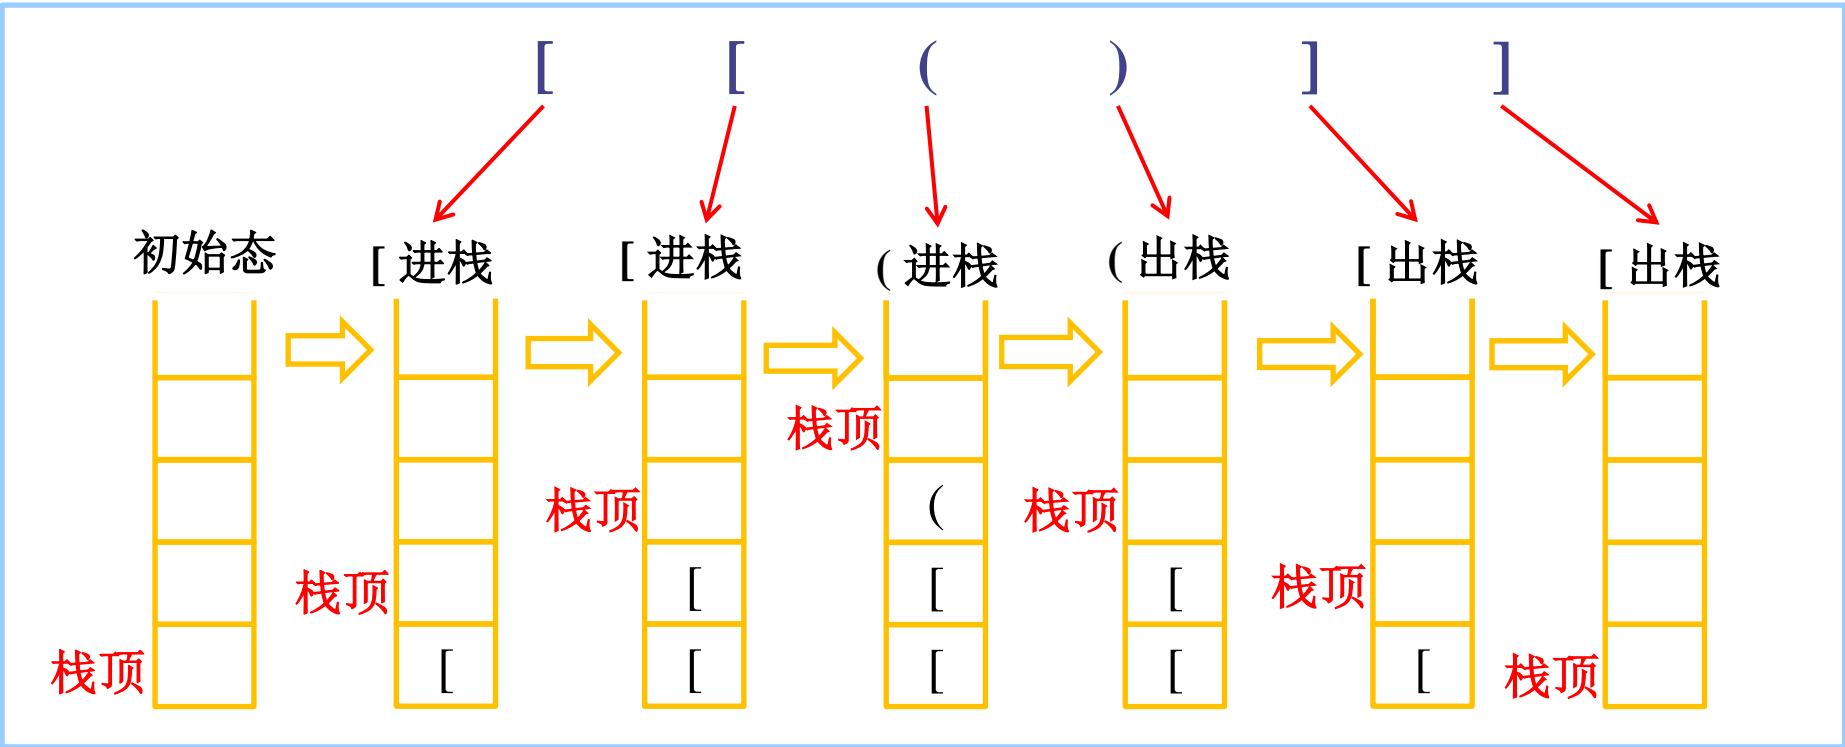 [ [ ( ) ] ]
初始态 [ 进栈 [ 进栈 ( 进栈 ( 出栈 [ 出栈 [ 出栈
栈顶
栈顶 ( 栈顶
栈顶 [ [ [ 栈顶
栈顶 [ [ [ [ [ 栈顶